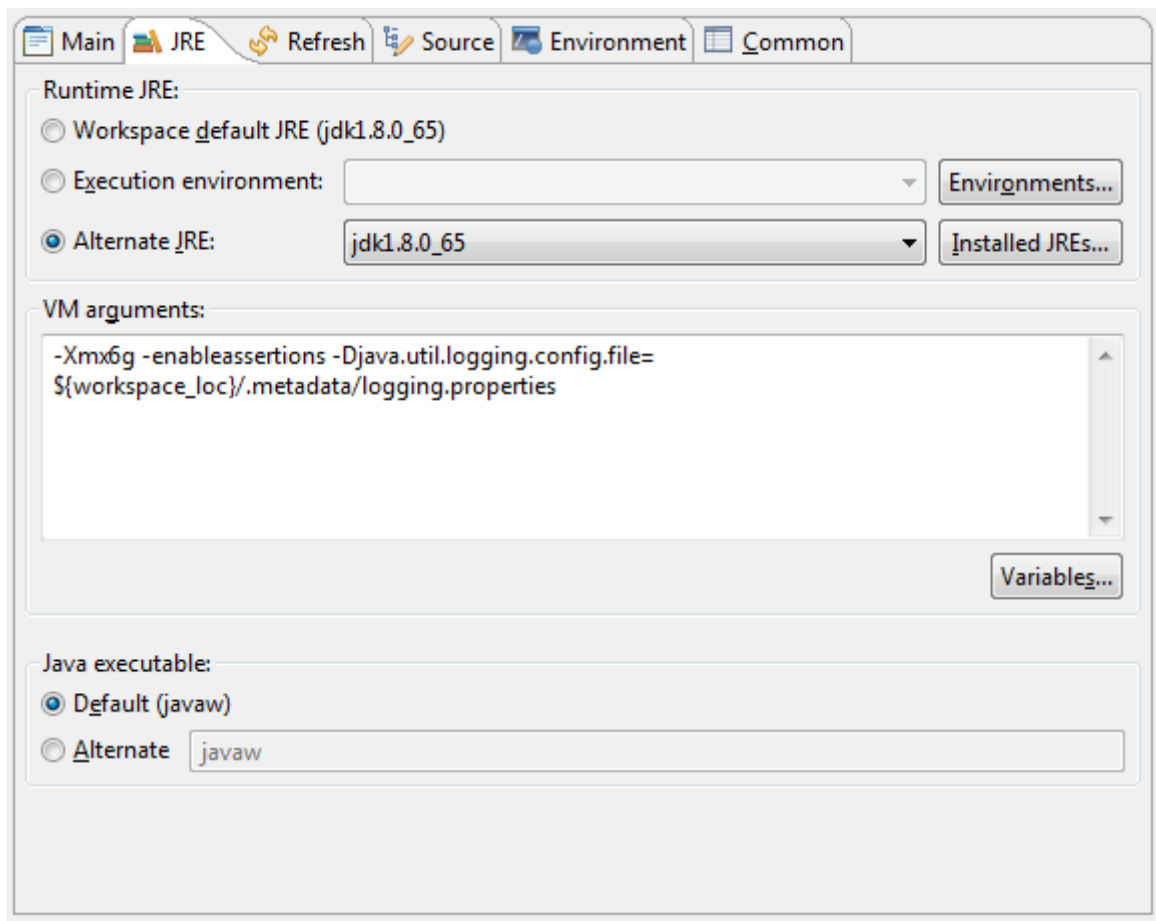 Main JRE Refresh Source Environment Common
Runtime JRE:
Workspace default JRE (jdk1.8.0_65)
Execution environment: Environments...
Alternate JRE: jdk1.8.0_65 Installed JREs...
VM arguments:
-Xmx6g -enableassertions -Djava.util.logging.config.file=
${workspace_loc}/.metadata/logging.properties
Variables...
Java executable:
Default (javaw)
Alternate javaw